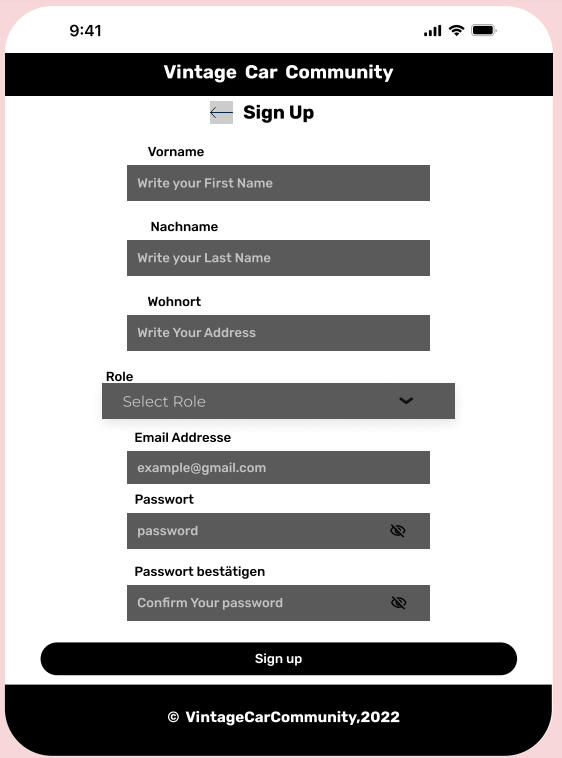 9:41
Vintage Car Community
Sign Up
Vorname
Write your First Name
Nachname
Write your Last Name
Wohnort
Write Your Address
Role
Select Role
Email Addresse
example@gmail.com
Passwort
password
Passwort bestätigen
Confirm Your password
Sign up
© VintageCarCommunity,2022